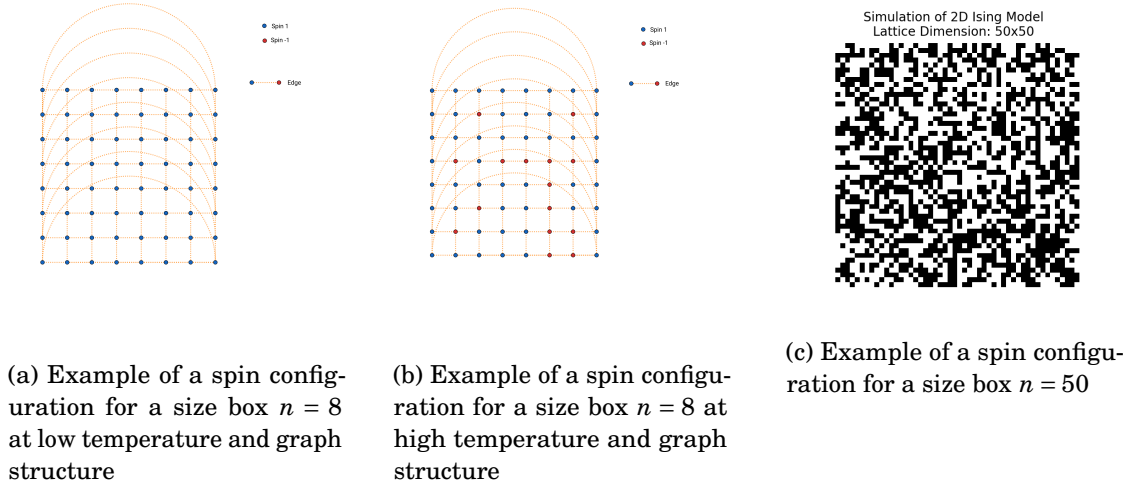 Spin 1
Spin -1
Edge
Spin 1
Spin -1
Edge
Simulation of 2D Ising Model
Lattice Dimension: 50x50
(a) Example of a spin config-
uration for a size box n = 8
at low temperature and graph
structure
(b) Example of a spin configu-
ration for a size box n = 8 at
high temperature and graph
structure
(c) Example of a spin configu-
ration for a size box n = 50